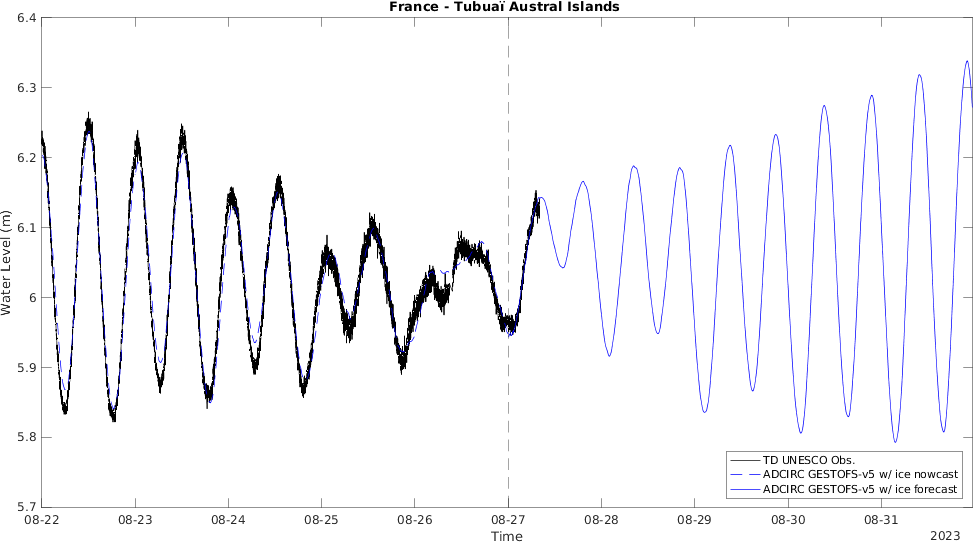 France - Tubuaï Austral Islands
6.4
6.3
6.2
6.1
6
5.9
5.8
5.7
Water Level (m)
TD UNESCO Obs.
ADCIRC GESTOFS-v5 w/ ice nowcast
ADCIRC GESTOFS-v5 w/ ice forecast
08-22 08-23 08-24 08-25 08-26 08-27 08-28 08-29 08-30 08-31
Time
2023